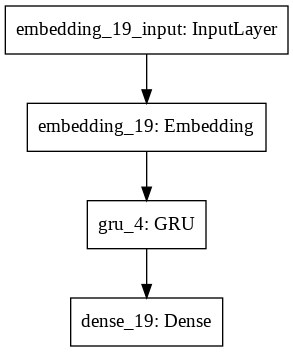 embedding_19_input: InputLayer
embedding_19: Embedding
gru_4: GRU
dense_19: Dense